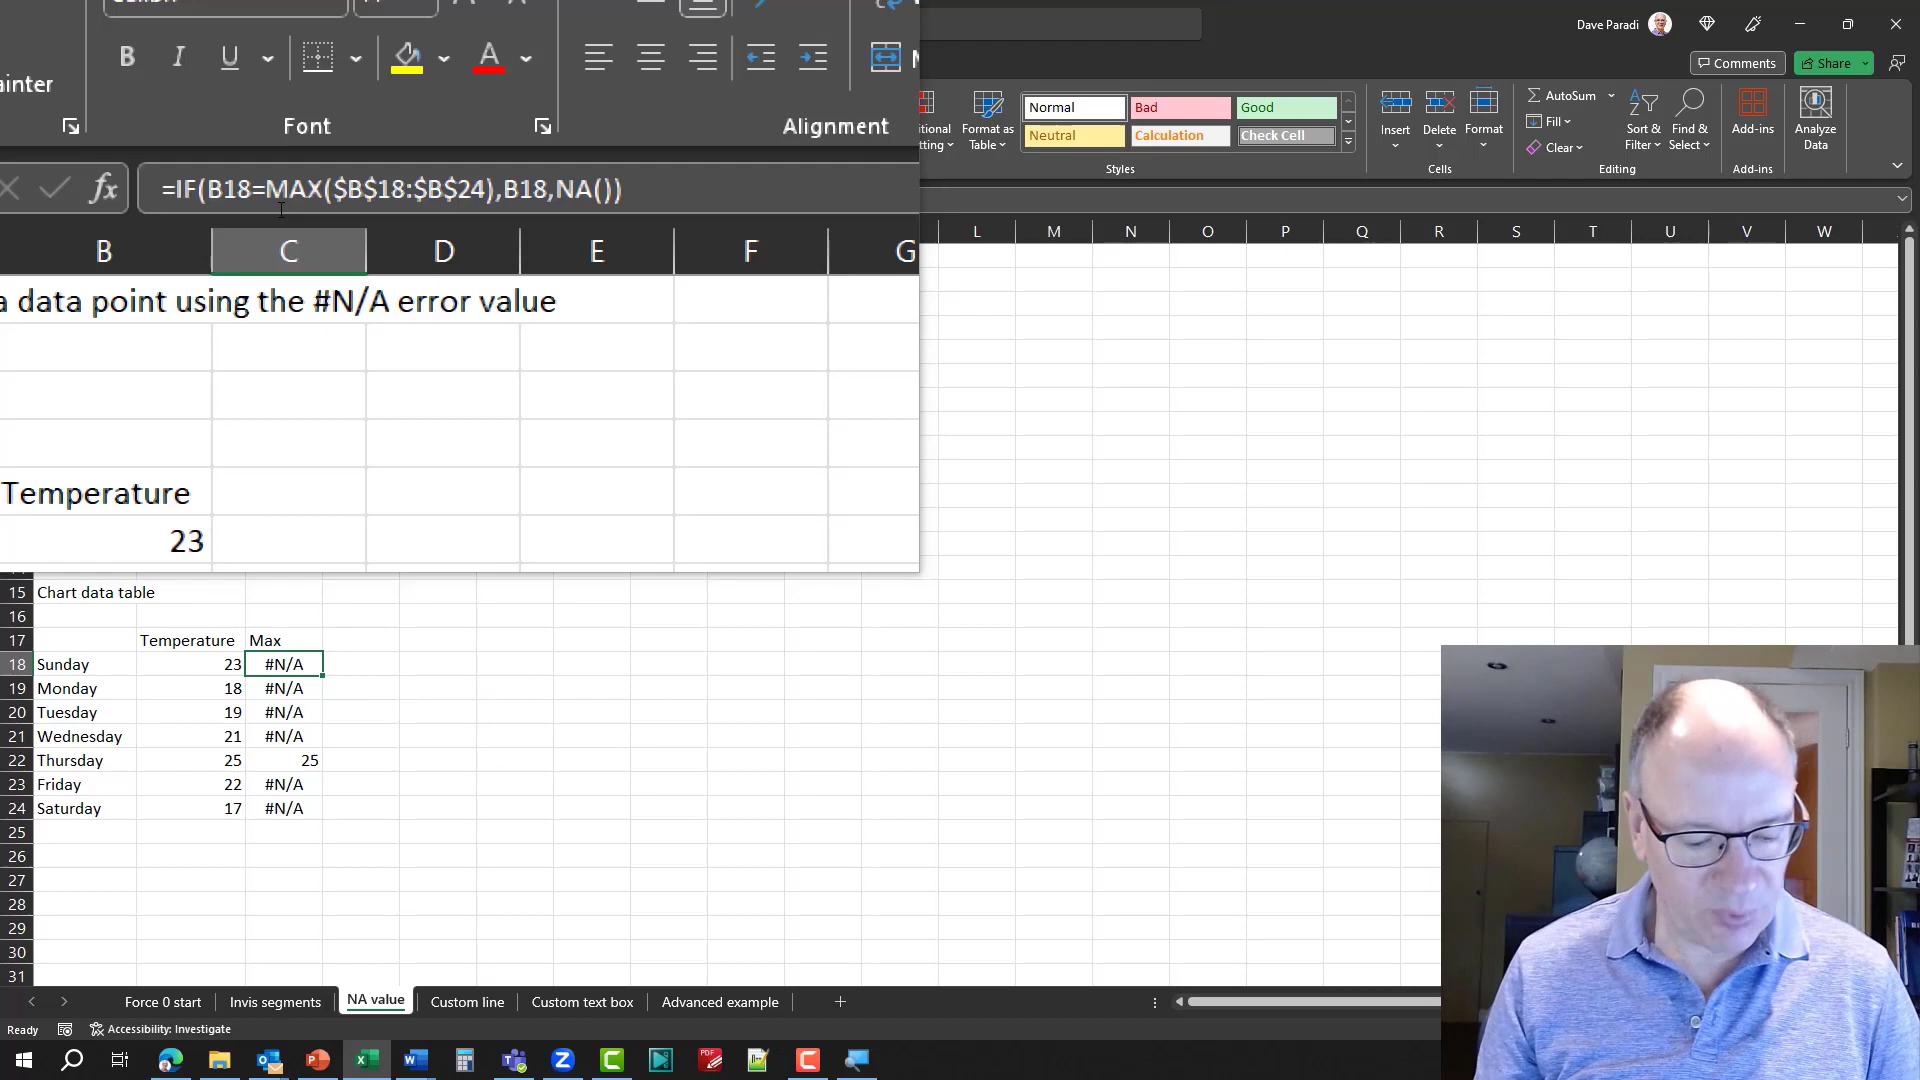 Dave Paradi
Comments
Share
ainter
B I U
A
Font
Alignment
Format as Table
Normal
Bad
Good
Neutral
Calculation
Check Cell
Styles
Insert
Delete
Format
Cells
AutoSum
Fill
Clear
Sort & Filter
Find & Select
Editing
Add-ins
Add-ins
Analyze Data
fx =IF(B18=MAX($B$18:$B$24),B18,NA())
B C D E F G
L M N O P Q R S T U V W
a data point using the #N/A error value
Temperature
23
15 Chart data table
16
17 Temperature Max
18 Sunday 23 #N/A
19 Monday 18 #N/A
20 Tuesday 19 #N/A
21 Wednesday 21 #N/A
22 Thursday 25 25
23 Friday 22 #N/A
24 Saturday 17 #N/A
25
26
27
28
29
30
31
Force 0 start Invis segments NA value Custom line Custom text box Advanced example
Ready Accessibility: Investigate